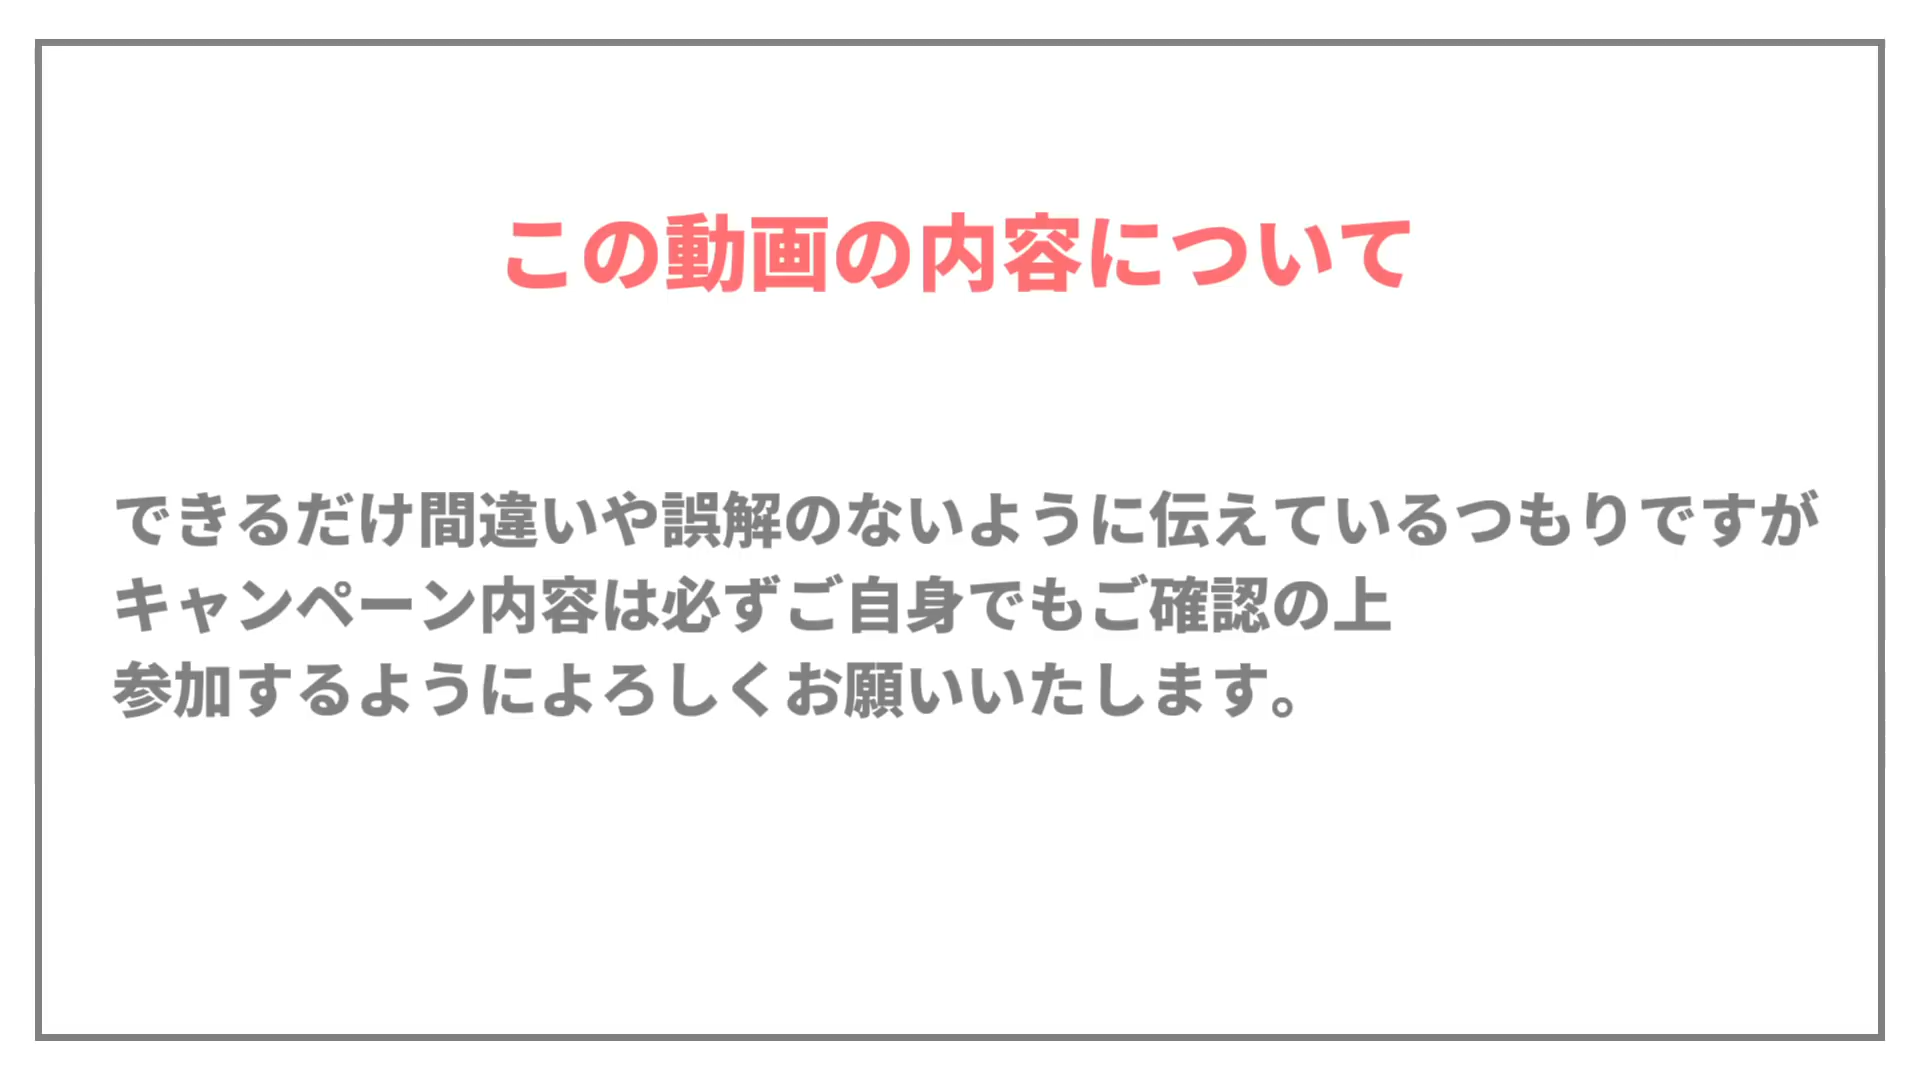 この動画の内容について
できるだけ間違いや誤解のないように伝えているつもりですが
キャンペーン内容は必ずご自身でもご確認の上
参加するようによろしくお願いいたします。